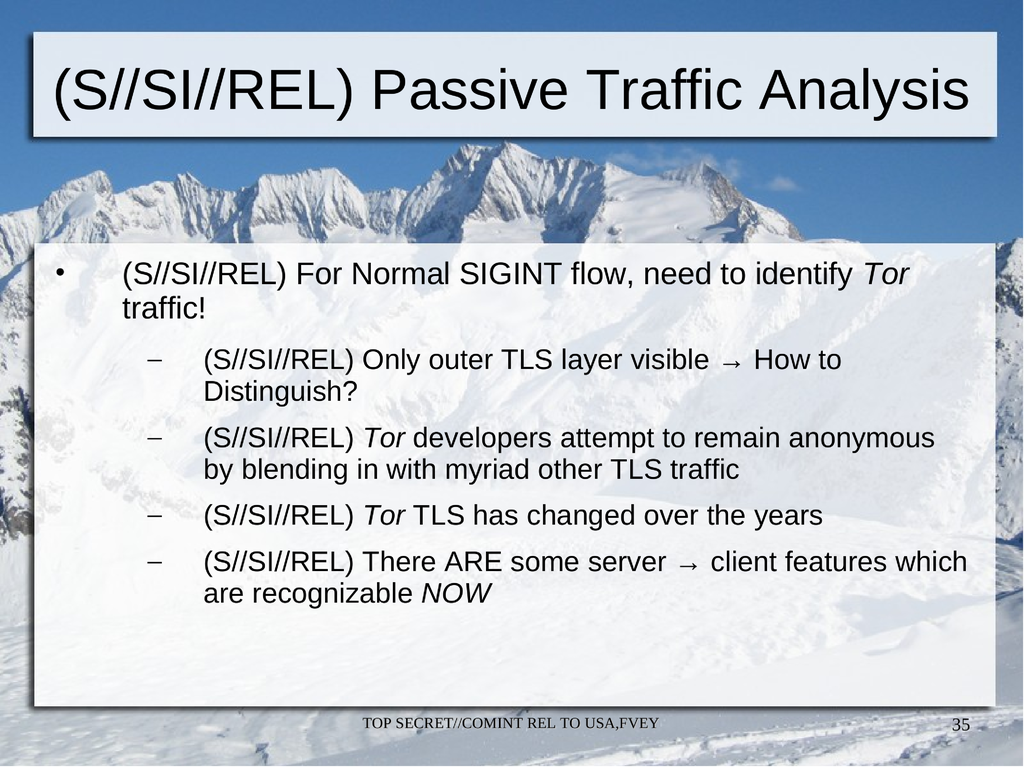 (S//SI//REL) Passive Traffic Analysis
• (S//SI//REL) For Normal SIGINT flow, need to identify Tor
traffic!
– (S//SI//REL) Only outer TLS layer visible → How to
Distinguish?
– (S//SI//REL) Tor developers attempt to remain anonymous
by blending in with myriad other TLS traffic
– (S//SI//REL) Tor TLS has changed over the years
– (S//SI//REL) There ARE some server → client features which
are recognizable NOW
TOP SECRET//COMINT REL TO USA,FVEY
35